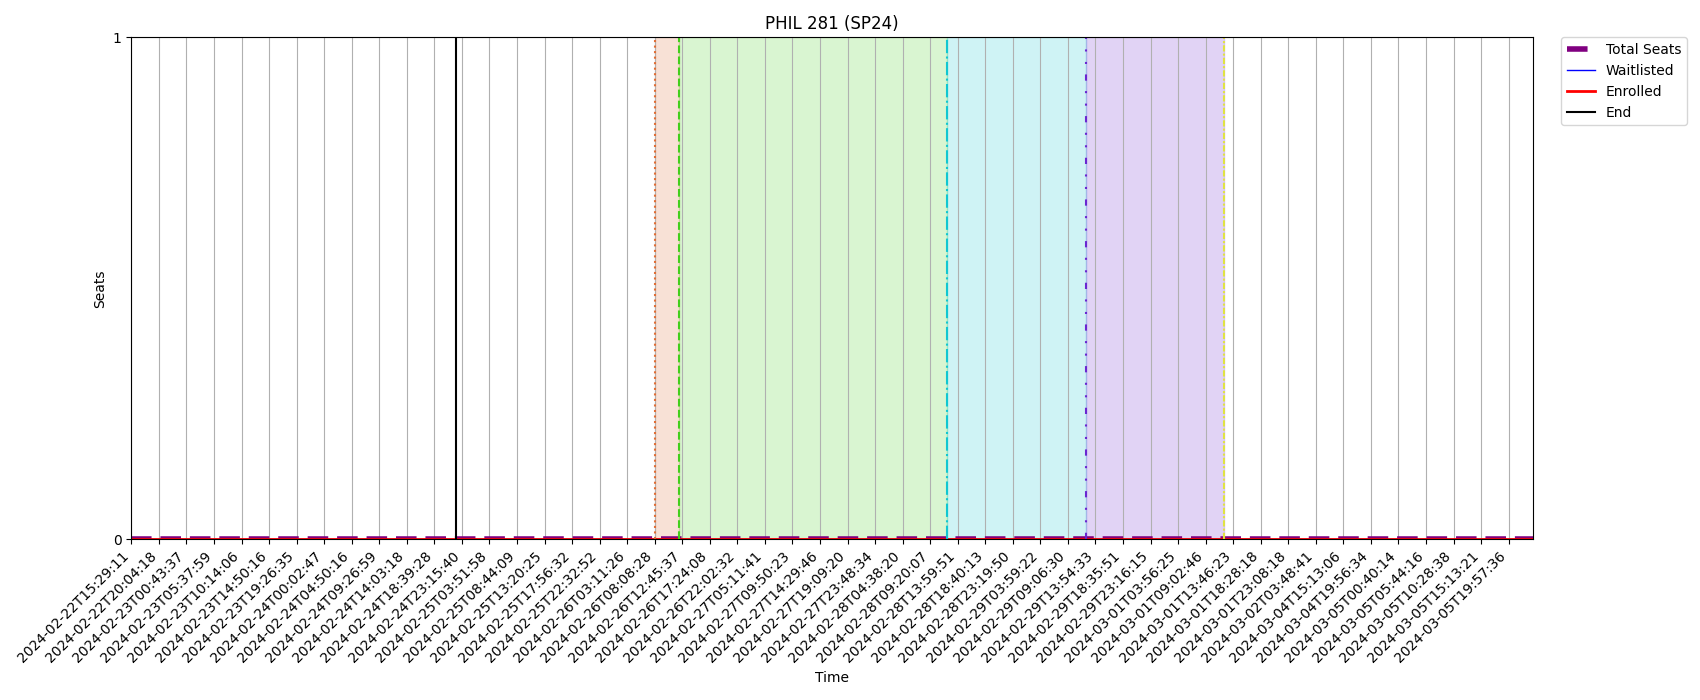 PHIL 281 (SP24)
Total Seats
Waitlisted
Enrolled
End
Seats
1
0
2024-02-22T15:29:11
2024-02-22T20:04:18
2024-02-23T00:43:37
2024-02-23T05:37:59
2024-02-23T10:14:06
2024-02-23T14:50:16
2024-02-23T19:26:35
2024-02-24T00:02:47
2024-02-24T04:50:16
2024-02-24T09:26:59
2024-02-24T14:03:18
2024-02-24T18:39:28
2024-02-24T23:15:40
2024-02-25T03:51:58
2024-02-25T08:44:09
2024-02-25T13:20:25
2024-02-25T17:56:32
2024-02-25T22:32:52
2024-02-26T03:11:26
2024-02-26T08:08:28
2024-02-26T12:45:37
2024-02-26T17:24:08
2024-02-26T22:02:32
2024-02-27T05:11:41
2024-02-27T09:50:23
2024-02-27T14:29:46
2024-02-27T19:09:20
2024-02-27T23:48:34
2024-02-28T04:38:20
2024-02-28T09:20:07
2024-02-28T13:59:51
2024-02-28T18:40:13
2024-02-28T23:19:50
2024-02-29T03:59:22
2024-02-29T09:06:30
2024-02-29T13:54:33
2024-02-29T18:35:51
2024-02-29T23:16:15
2024-03-01T03:56:25
2024-03-01T09:02:46
2024-03-01T13:46:23
2024-03-01T18:28:18
2024-03-01T23:08:18
2024-03-02T03:48:41
2024-03-04T15:13:06
2024-03-04T19:56:34
2024-03-05T00:40:14
2024-03-05T05:44:16
2024-03-05T10:28:38
2024-03-05T15:13:21
2024-03-05T19:57:36
Time